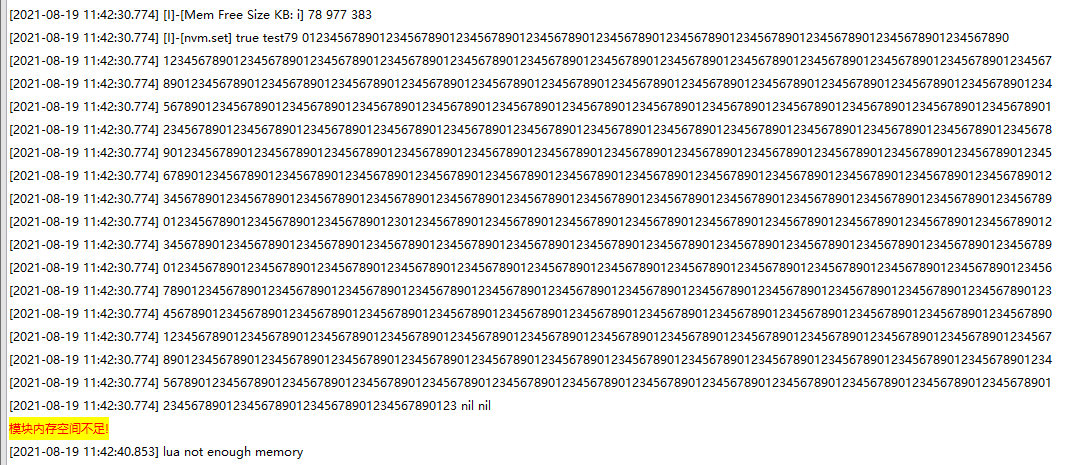 [2021-08-19 11:42:30.774] [I]-[Mem Free Size KB: i] 78 977 383
[2021-08-19 11:42:30.774] [I]-[nvm.set] true test79 01234567890123456789012345678901234567890123456789012345678901234567890123456789012345678901234567890
[2021-08-19 11:42:30.774] 1234567890123456789012345678901234567890123456789012345678901234567890123456789012345678901234567890123456789012345678901234567
[2021-08-19 11:42:30.774] 8901234567890123456789012345678901234567890123456789012345678901234567890123456789012345678901234567890123456789012345678901234
[2021-08-19 11:42:30.774] 5678901234567890123456789012345678901234567890123456789012345678901234567890123456789012345678901234567890123456789012345678901
[2021-08-19 11:42:30.774] 2345678901234567890123456789012345678901234567890123456789012345678901234567890123456789012345678901234567890123456789012345678
[2021-08-19 11:42:30.774] 9012345678901234567890123456789012345678901234567890123456789012345678901234567890123456789012345678901234567890123456789012345
[2021-08-19 11:42:30.774] 6789012345678901234567890123456789012345678901234567890123456789012345678901234567890123456789012345678901234567890123456789012
[2021-08-19 11:42:30.774] 3456789012345678901234567890123456789012345678901234567890123456789012345678901234567890123456789012345678901234567890123456789
[2021-08-19 11:42:30.774] 0123456789012345678901230123456789012345678901234567890123456789012345678901234567890123456789012345678901234567890123456789012
[2021-08-19 11:42:30.774] 3456789012345678901234567890123456789012345678901234567890123456789012345678901234567890123456789012345678901234567890123456789
[2021-08-19 11:42:30.774] 0123456789012345678901234567890123456789012345678901234567890123456789012345678901234567890123456789012345678901234567890123456
[2021-08-19 11:42:30.774] 7890123456789012345678901234567890123456789012345678901234567890123456789012345678901234567890123456789012345678901234567890123
[2021-08-19 11:42:30.774] 4567890123456789012345678901234567890123456789012345678901234567890123456789012345678901234567890123456789012345678901234567890
[2021-08-19 11:42:30.774] 1234567890123456789012345678901234567890123456789012345678901234567890123456789012345678901234567890123456789012345678901234567
[2021-08-19 11:42:30.774] 8901234567890123456789012345678901234567890123456789012345678901234567890123456789012345678901234567890123456789012345678901234
[2021-08-19 11:42:30.774] 5678901234567890123456789012345678901234567890123456789012345678901234567890123456789012345678901234567890123456789012345678901
[2021-08-19 11:42:30.774] 234567890123456789012345678901234567890123 nil nil
模块内存空间不足!
[2021-08-19 11:42:40.853] lua not enough memory